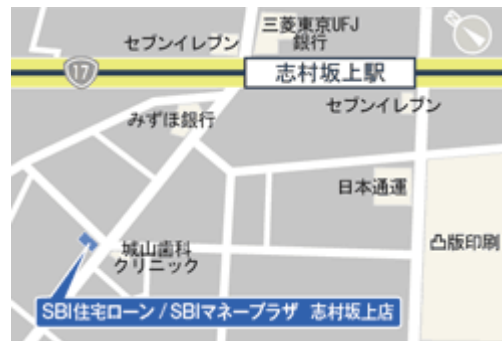 三菱東京UFJ
銀行
セブンイレブン
17
志村坂上駅
セブンイレブン
みずほ銀行
日本通運
凸版印刷
城山歯科
クリニック
SBI住宅ローン / SBIマネープラザ 志村坂上店